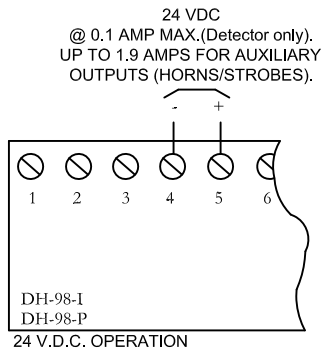 24 VDC
@ 0.1 AMP MAX.(Detector only).
UP TO 1.9 AMPS FOR AUXILIARY
OUTPUTS (HORNS/STROBES).
- +
1 2 3 4 5 6
DH-98-I
DH-98-P
24 V.D.C. OPERATION